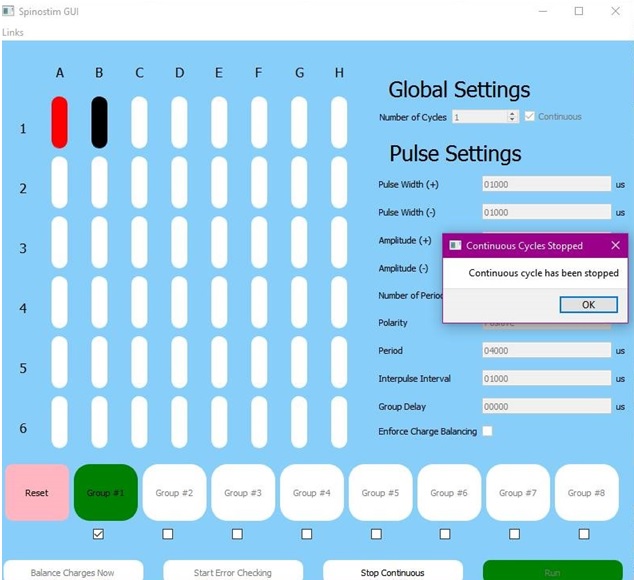 Spinostim GUI
Links
A B C D E F G H
1
2
3
4
5
6
Global Settings
Number of Cycles 1 Continuous
Pulse Settings
Pulse Width (+) 01000 us
Pulse Width (-) 01000 us
Amplitude (+)
Amplitude (-)
Number of Period
Polarity
Period 04000 us
Interpulse Interval 01000 us
Group Delay 00000 us
Enforce Charge Balancing
Continuous Cycles Stopped
Continuous cycle has been stopped
OK
Reset Group #1 Group #2 Group #3 Group #4 Group #5 Group #6 Group #7 Group #8
Balance Charges Now Start Error Checking Stop Continuous Run